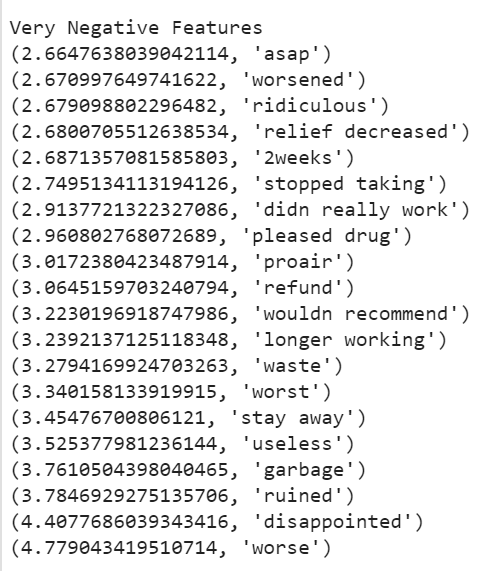 Very Negative Features
(2.6647638039042114, 'asap')
(2.670997649741622, 'worsened')
(2.679098802296482, 'ridiculous')
(2.6800705512638534, 'relief decreased')
(2.6871357081585803, '2weeks')
(2.7495134113194126, 'stopped taking')
(2.9137721322327086, 'didn really work')
(2.960802768072689, 'pleased drug')
(3.0172380423487914, 'proair')
(3.0645159703240794, 'refund')
(3.2230196918747986, 'wouldn recommend')
(3.2392137125118348, 'longer working')
(3.2794169924703263, 'waste')
(3.340158133919915, 'worst')
(3.45476700806121, 'stay away')
(3.525377981236144, 'useless')
(3.7610504398040465, 'garbage')
(3.7846929275135706, 'ruined')
(4.4077686039343416, 'disappointed')
(4.779043419510714, 'worse')